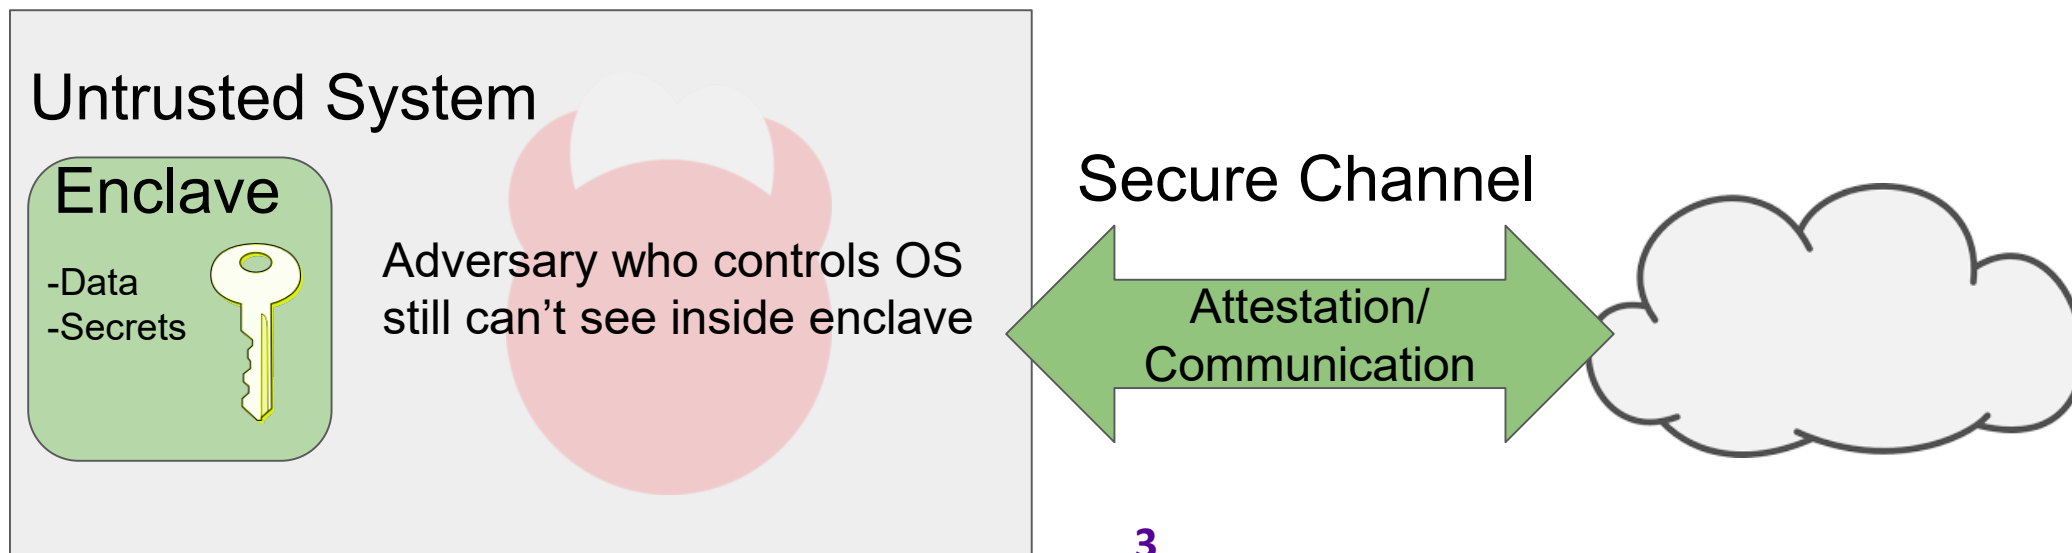 Untrusted System
Enclave
-Data
-Secrets
Adversary who controls OS
still can’t see inside enclave
Secure Channel
Attestation/
Communication
3